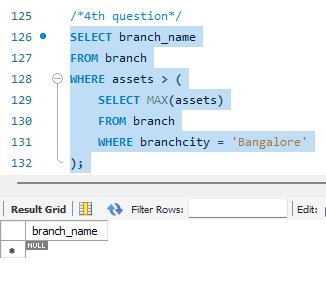 125 /*4th question*/
126 SELECT branch_name
127 FROM branch
128 WHERE assets > (
129 SELECT MAX(assets)
130 FROM branch
131 WHERE branchcity = 'Bangalore'
132 );
Result Grid Filter Rows: Edit:
branch_name
* NULL